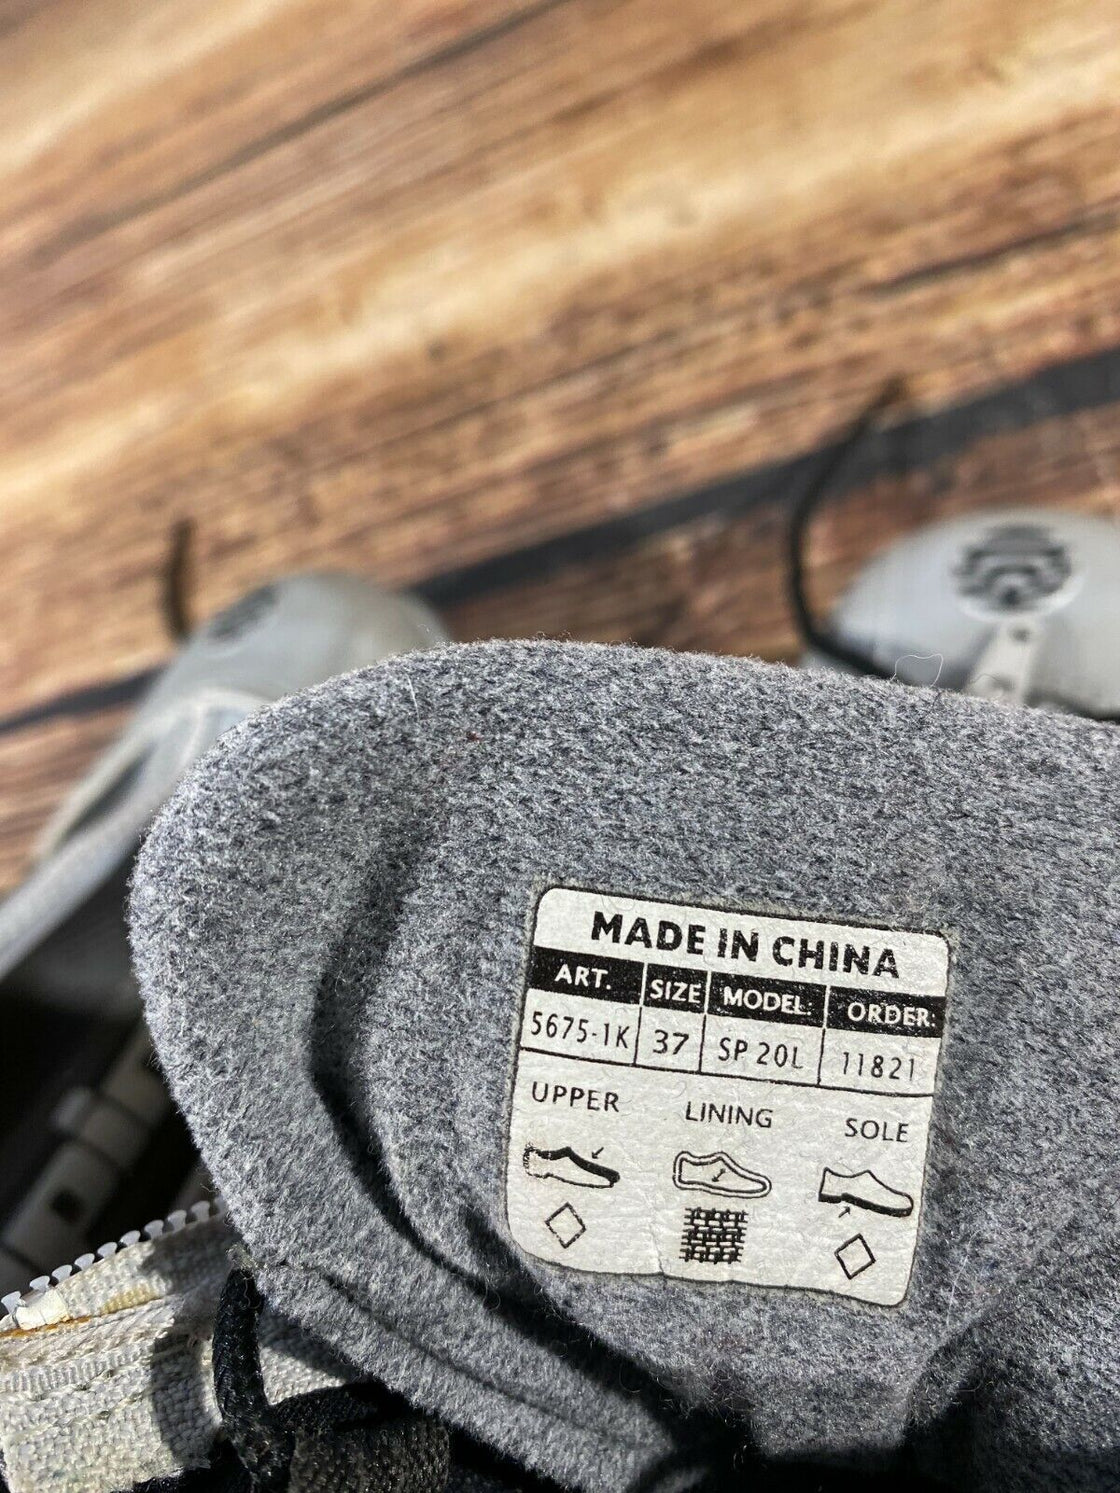 MADE IN CHINA
ART. SIZE MODEL: ORDER:
5675-1K 37 SP 20L 11821
UPPER LINING SOLE